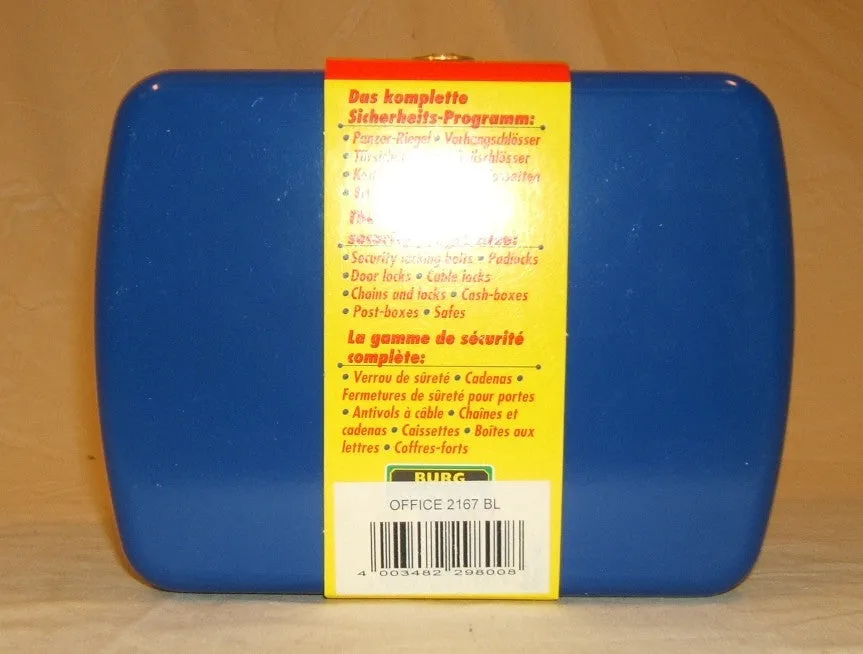 Das komplette
Sicherheits-Programm:
• Panzer-Riegel • Vorhangschlösser
The
• Security locking bolts • Padlocks
• Door locks • Cable locks
• Chains and locks • Cash-boxes
• Post-boxes • Safes
La gamme de sécurité
complète:
• Verrou de sûreté • Cadenas •
Fermetures de sûreté pour portes
• Antivols à câble • Chaînes et
cadenas • Caissettes • Boîtes aux
lettres • Coffres-forts
BURG
OFFICE 2167 BL
4 003482 298008